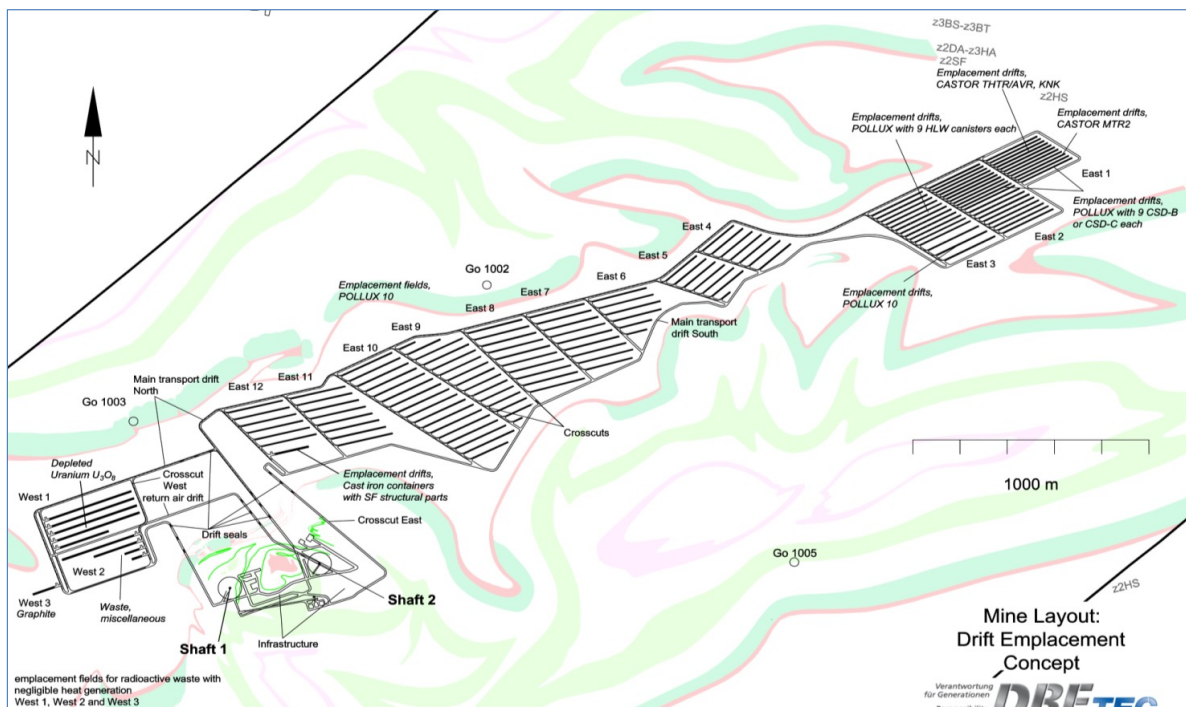 z3BS-z3BT
z2DA-z3HA
z2SF
Emplacement drifts,
CASTOR THTR/AVR, KNK
z2HS
Emplacement drifts,
POLLUX with 9 HLW canisters each
Emplacement drifts,
CASTOR MTR2
N
East 1
Emplacement drifts,
POLLUX with 9 CSD-B
or CSD-C each
East 2
East 3
East 4
East 5
East 6
East 7
East 8
East 9
East 10
East 11
East 12
Go 1002
Emplacement fields,
POLLUX 10
Emplacement drifts,
POLLUX 10
Main transport
drift South
Main transport drift
North
Go 1003
Crosscuts
1000 m
Depleted
Uranium U₃O₈
Crosscut
West
return air drift
West 1
Emplacement drifts,
Cast iron containers
with SF structural parts
Crosscut East
Drift seals
Go 1005
West 2
z2HS
West 3
Graphite
Waste,
miscellaneous
Shaft 2
Shaft 1
Infrastructure
Mine Layout:
Drift Emplacement
Concept
emplacement fields for radioactive waste with
negligible heat generation
West 1, West 2 and West 3
Verantwortung
für Generationen
DBE TEC